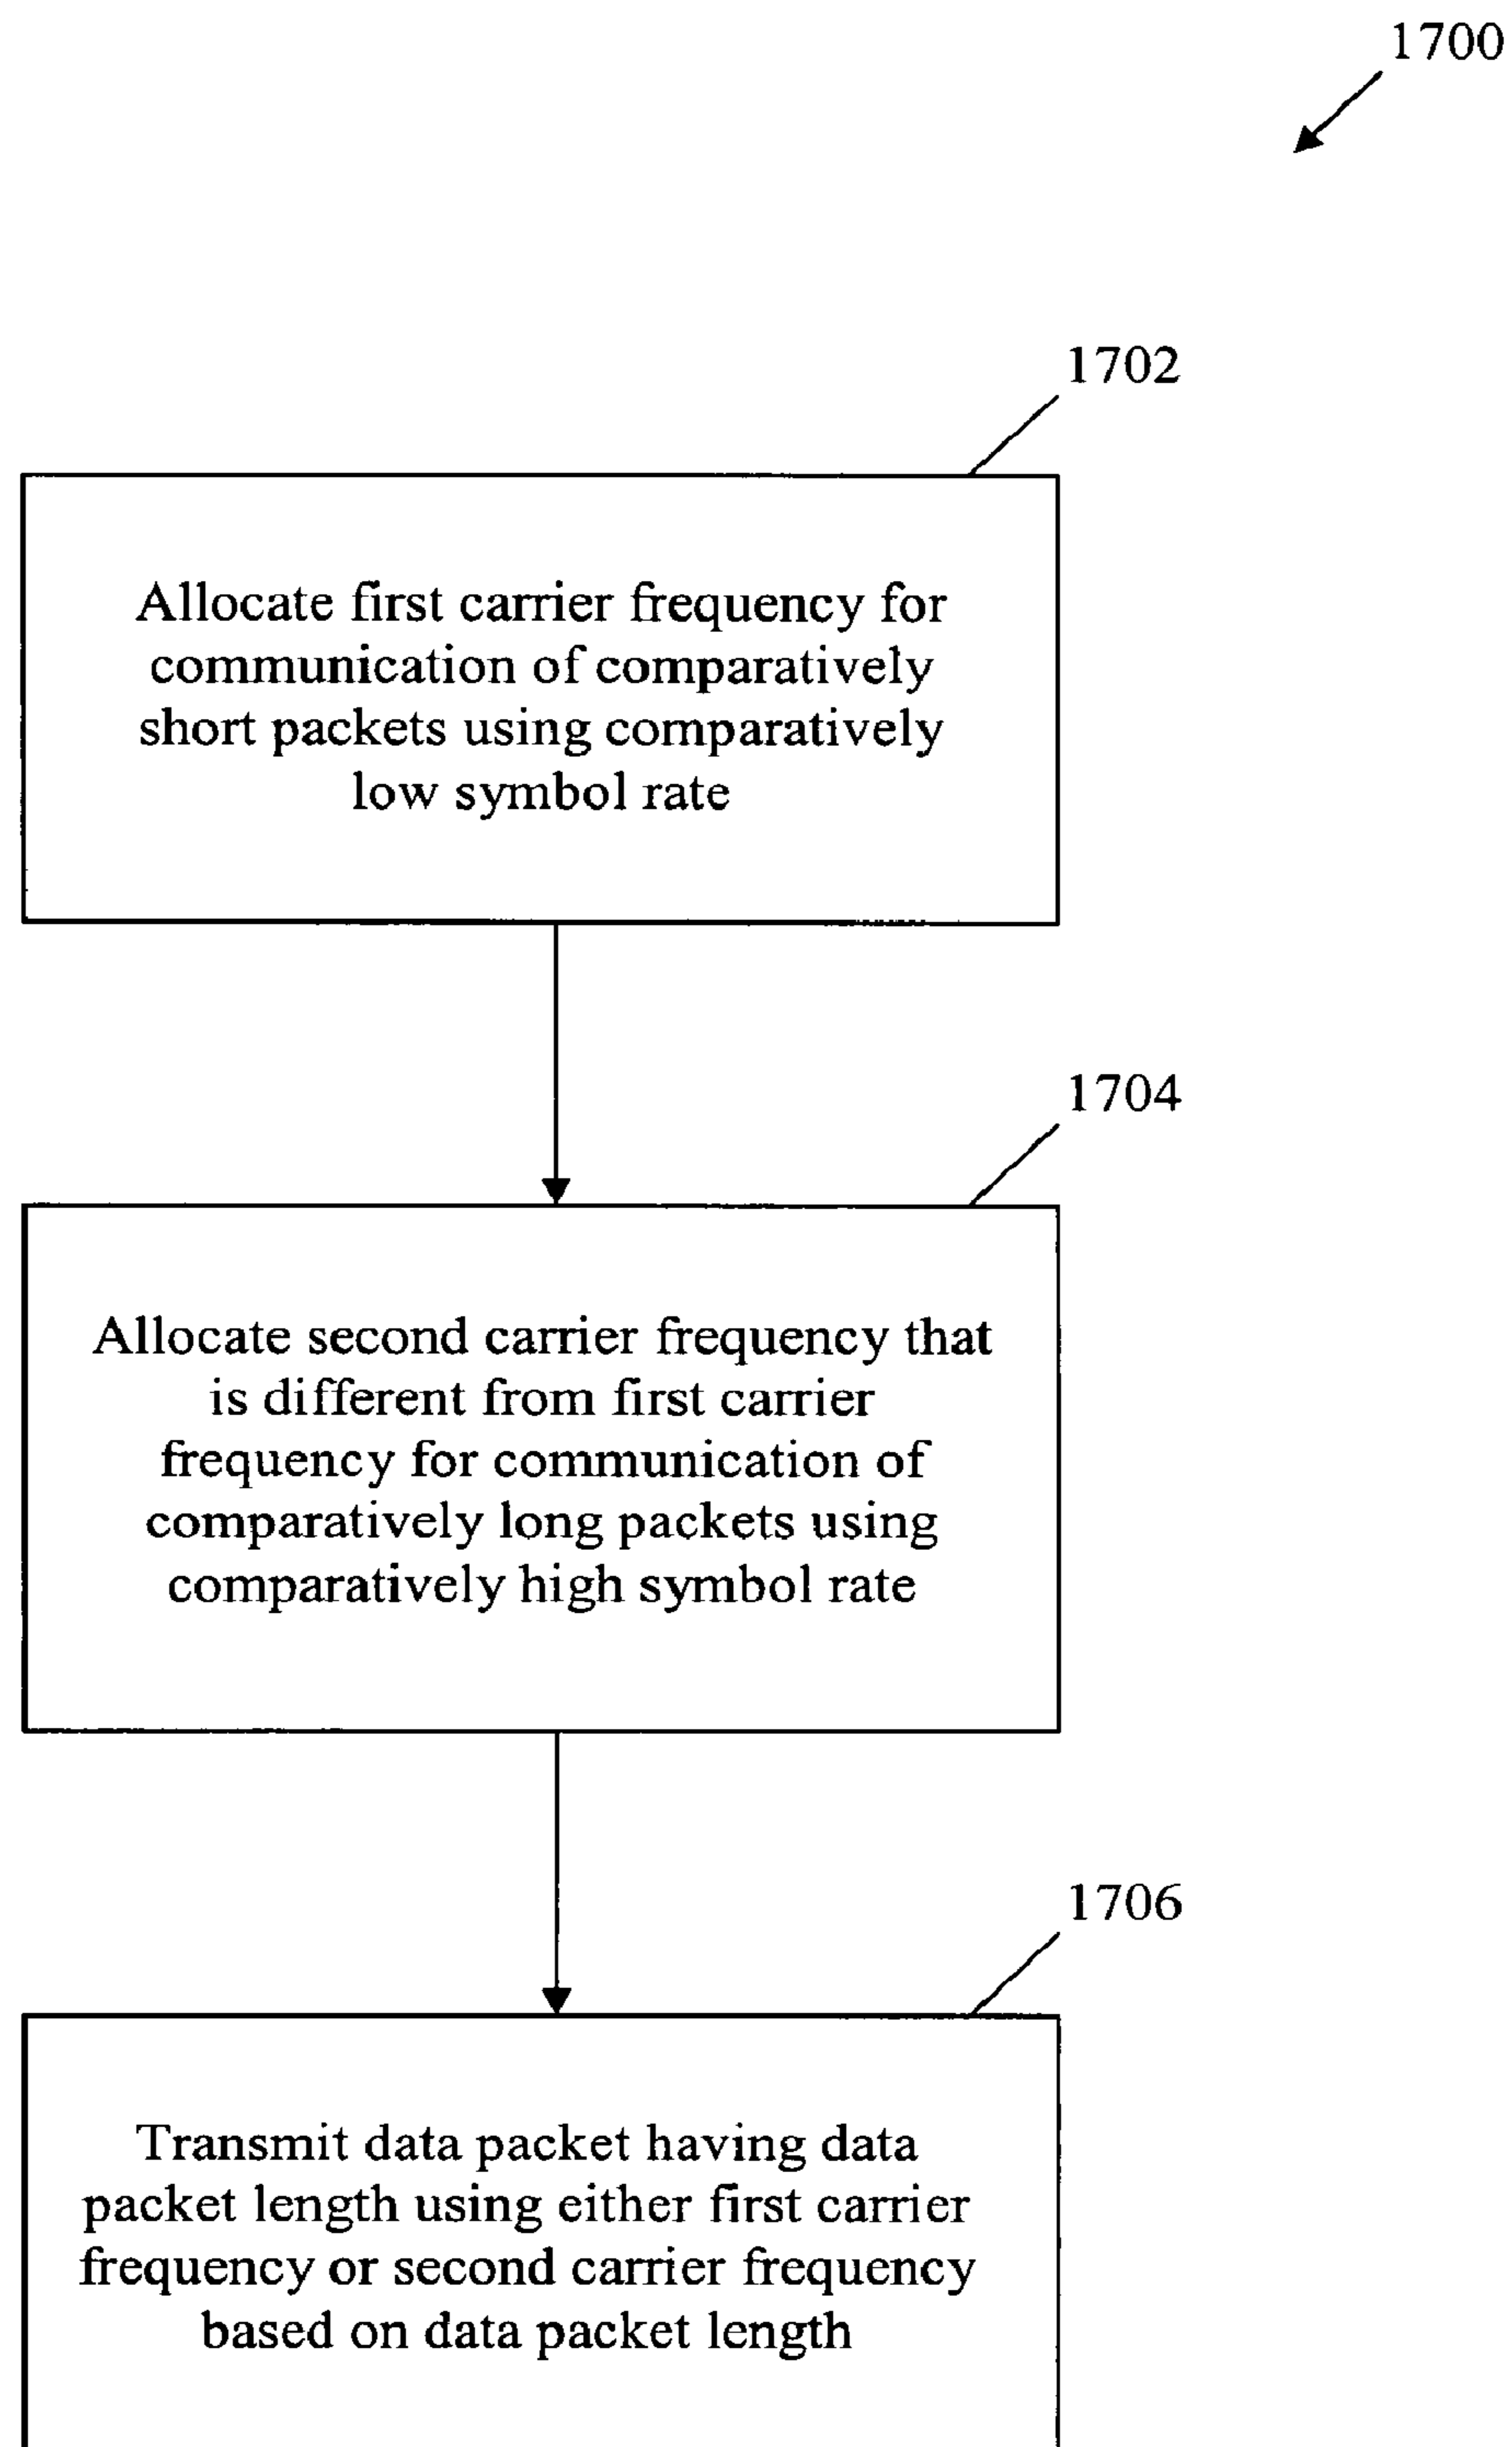 1700
1702
Allocate first carrier frequency for
communication of comparatively
short packets using comparatively
low symbol rate
1704
Allocate second carrier frequency that
is different from first carrier
frequency for communication of
comparatively long packets using
comparatively high symbol rate
1706
Transmit data packet having data
packet length using either first carrier
frequency or second carrier frequency
based on data packet length